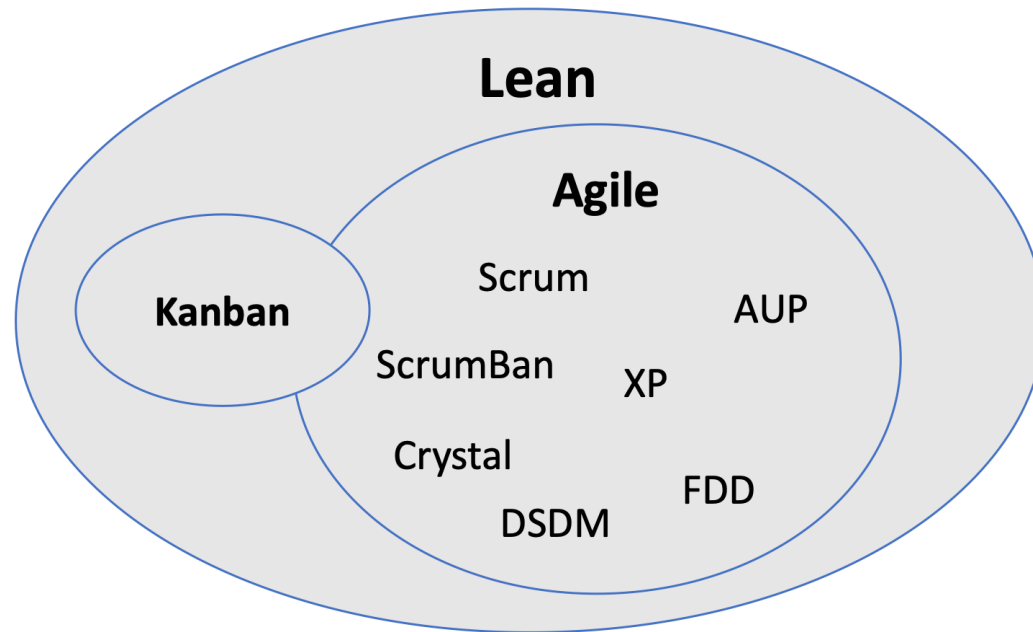 Lean
Agile
Scrum
AUP
Kanban
ScrumBan
XP
Crystal
FDD
DSDM